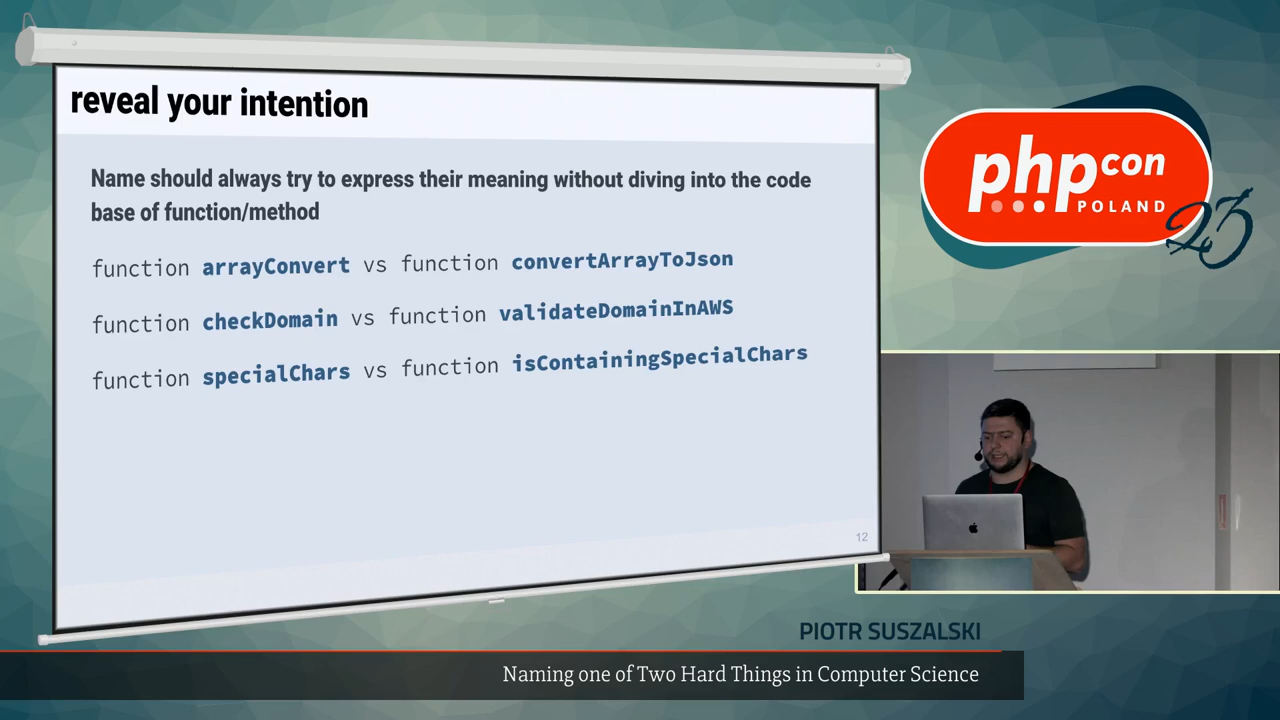 reveal your intention
Name should always try to express their meaning without diving into the code
base of function/method
function arrayConvert vs function convertArrayToJson
function checkDomain vs function validateDomainInAWS
function specialChars vs function isContainingSpecialChars
12
phpcon
POLAND
23
PIOTR SUSZALSKI
Naming one of Two Hard Things in Computer Science